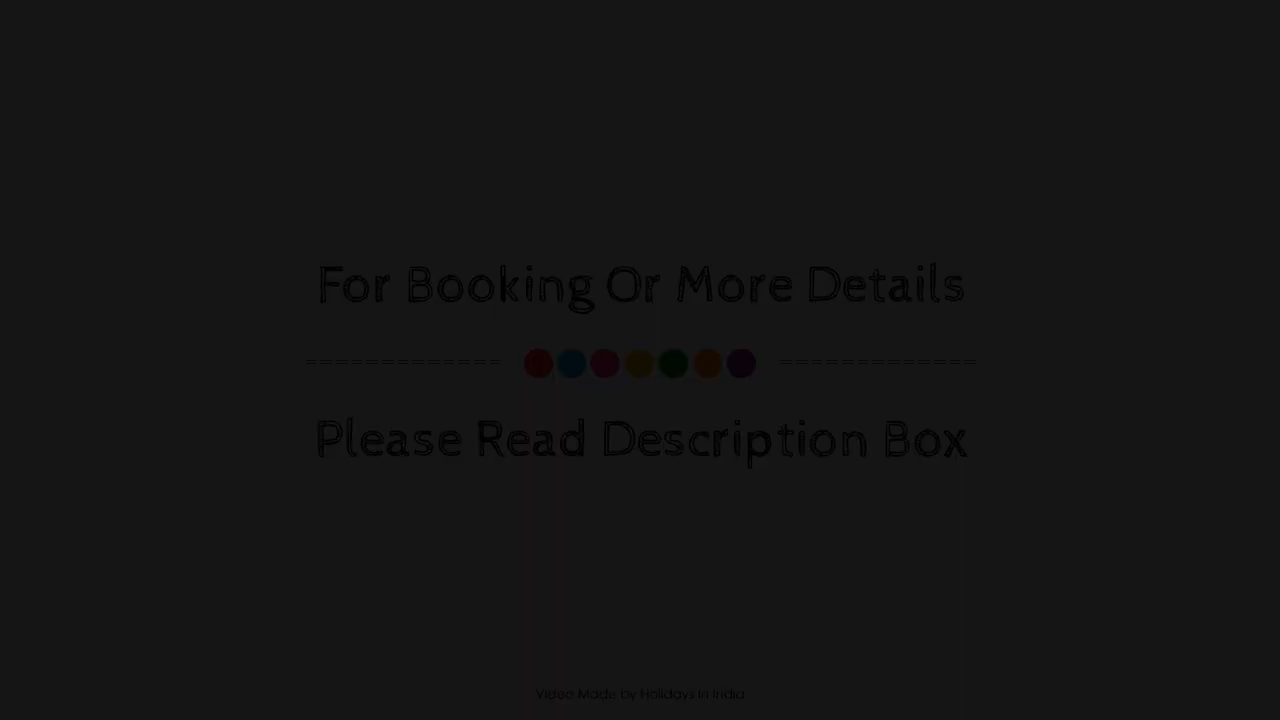 For Booking Or More Details
Please Read Description Box
Video Made by Holidays in India